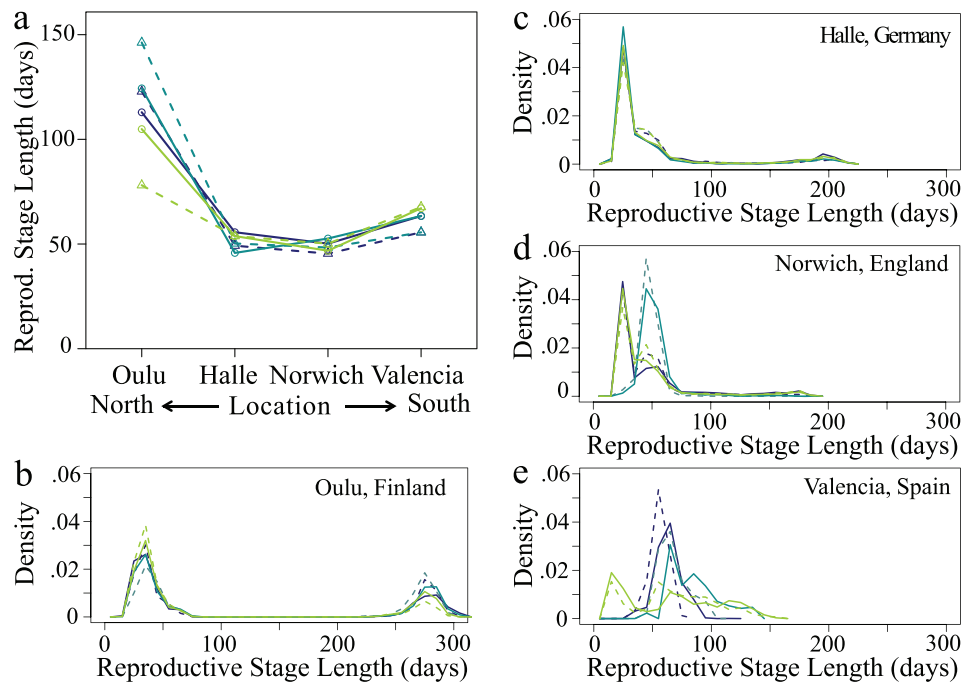 a
150
100
50
0
Reprod. Stage Length (days)
Oulu Halle Norwich Valencia
North Location South
b
Oulu, Finland
.06
.04
.02
0
Density
0 100 200 300
Reproductive Stage Length (days)
c
Halle, Germany
.06
.04
.02
0
Density
0 100 200 300
Reproductive Stage Length (days)
d
Norwich, England
.06
.04
.02
0
Density
0 100 200 300
Reproductive Stage Length (days)
e
Valencia, Spain
.06
.04
.02
0
Density
0 100 200 300
Reproductive Stage Length (days)